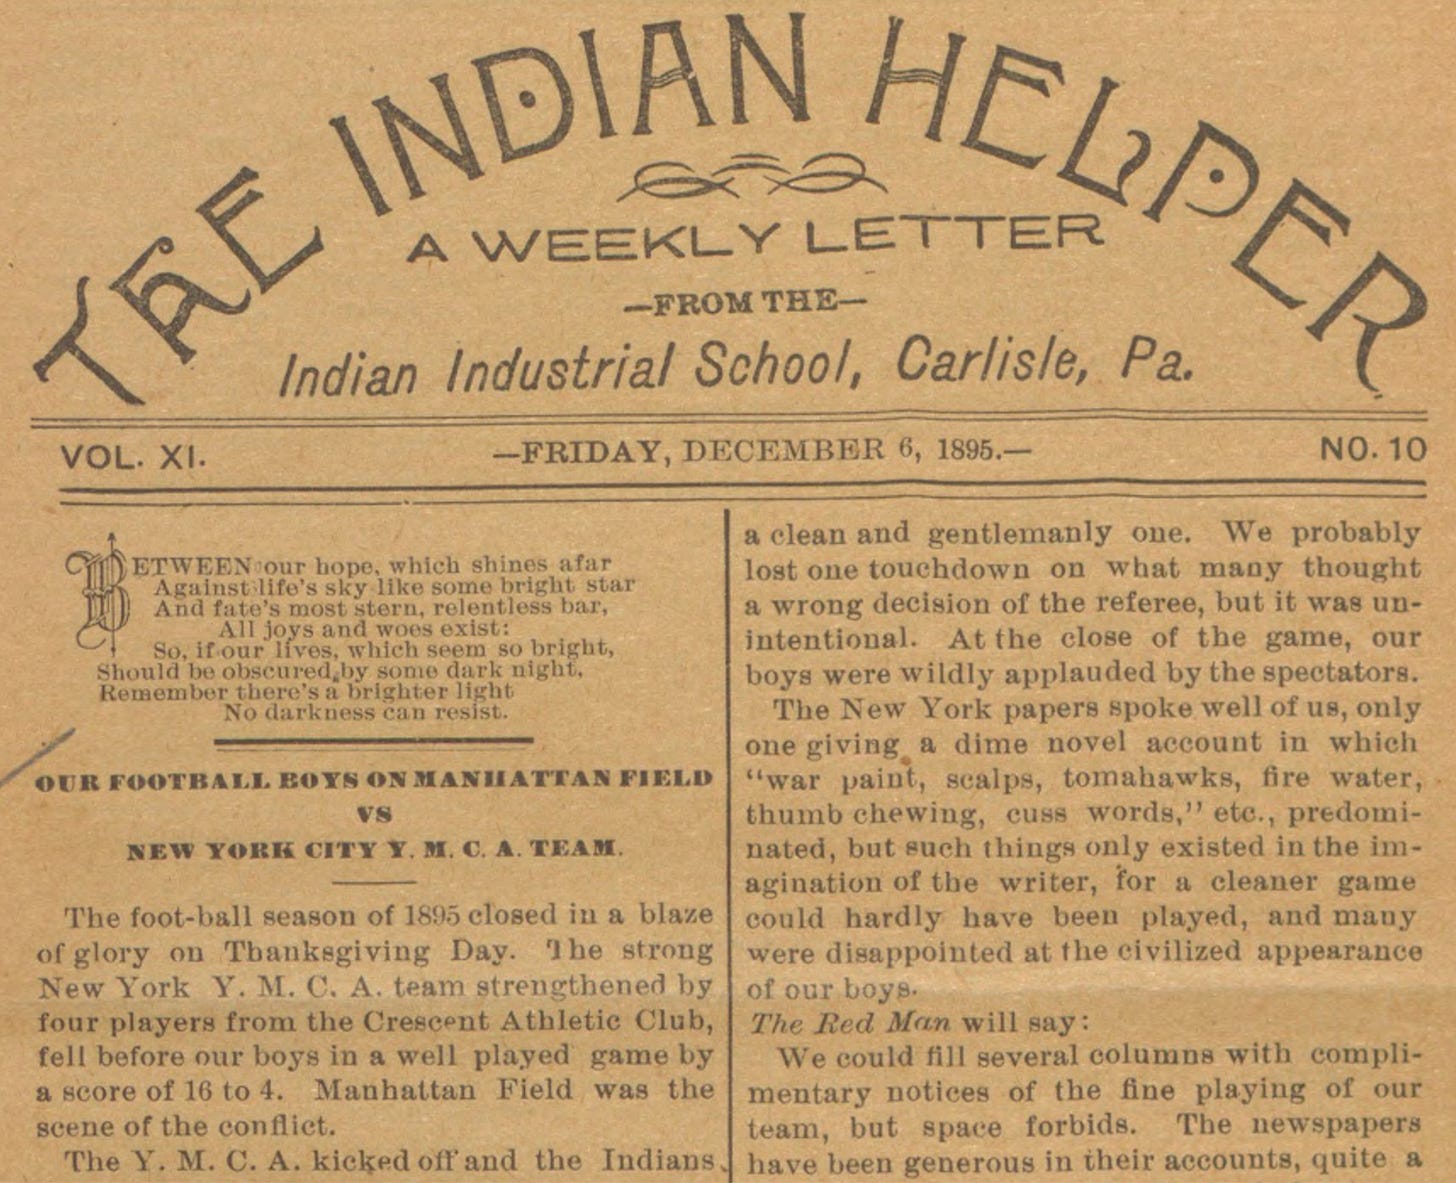 THE INDIAN HELPER
A WEEKLY LETTER
—FROM THE—
Indian Industrial School, Carlisle, Pa.
VOL. XI. —FRIDAY, DECEMBER 6, 1895.— NO. 10
BETWEEN our hope, which shines afar
Against life's sky like some bright star
And fate's most stern, relentless bar,
All joys and woes exist:
So, if our lives, which seem so bright,
Should be obscured by some dark night,
Remember there's a brighter light
No darkness can resist.
OUR FOOTBALL BOYS ON MANHATTAN FIELD
VS
NEW YORK CITY Y. M. C. A. TEAM.
The foot-ball season of 1895 closed in a blaze
of glory on Thanksgiving Day. The strong
New York Y. M. C. A. team strengthened by
four players from the Crescent Athletic Club,
fell before our boys in a well played game by
a score of 16 to 4. Manhattan Field was the
scene of the conflict.
The Y. M. C. A. kicked off and the Indians
a clean and gentlemanly one. We probably
lost one touchdown on what many thought
a wrong decision of the referee, but it was un-
intentional. At the close of the game, our
boys were wildly applauded by the spectators.
The New York papers spoke well of us, only
one giving a dime novel account in which
"war paint, scalps, tomahawks, fire water,
thumb chewing, cuss words," etc., predomi-
nated, but such things only existed in the im-
agination of the writer, for a cleaner game
could hardly have been played, and many
were disappointed at the civilized appearance
of our boys.
The Red Man will say:
We could fill several columns with compli-
mentary notices of the fine playing of our
team, but space forbids. The newspapers
have been generous in their accounts, quite a